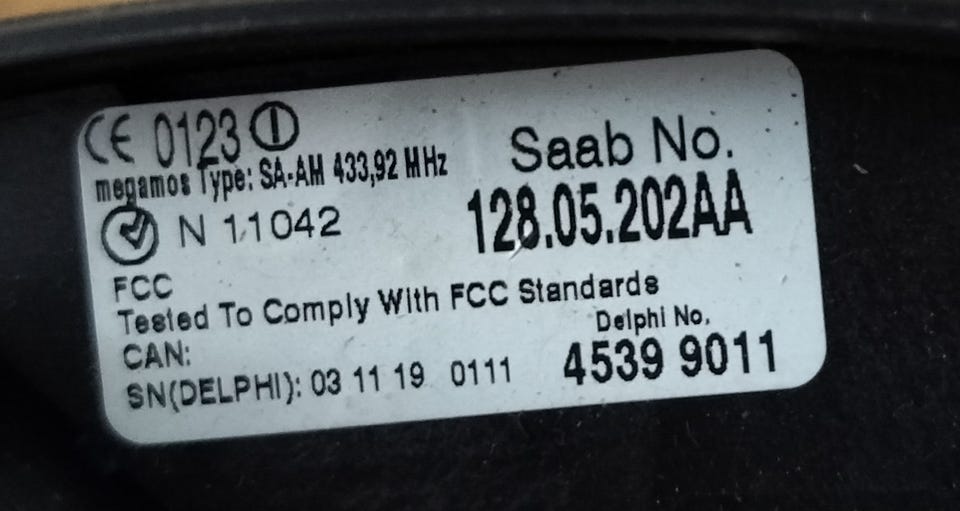 CE 0123
megamos Type: SA-AM 433,92 MHz
N 11042
Saab No.
128.05.202AA
FCC
Tested To Comply With FCC Standards
CAN:
SN(DELPHI): 03 11 19 0111
Delphi No.
4539 9011